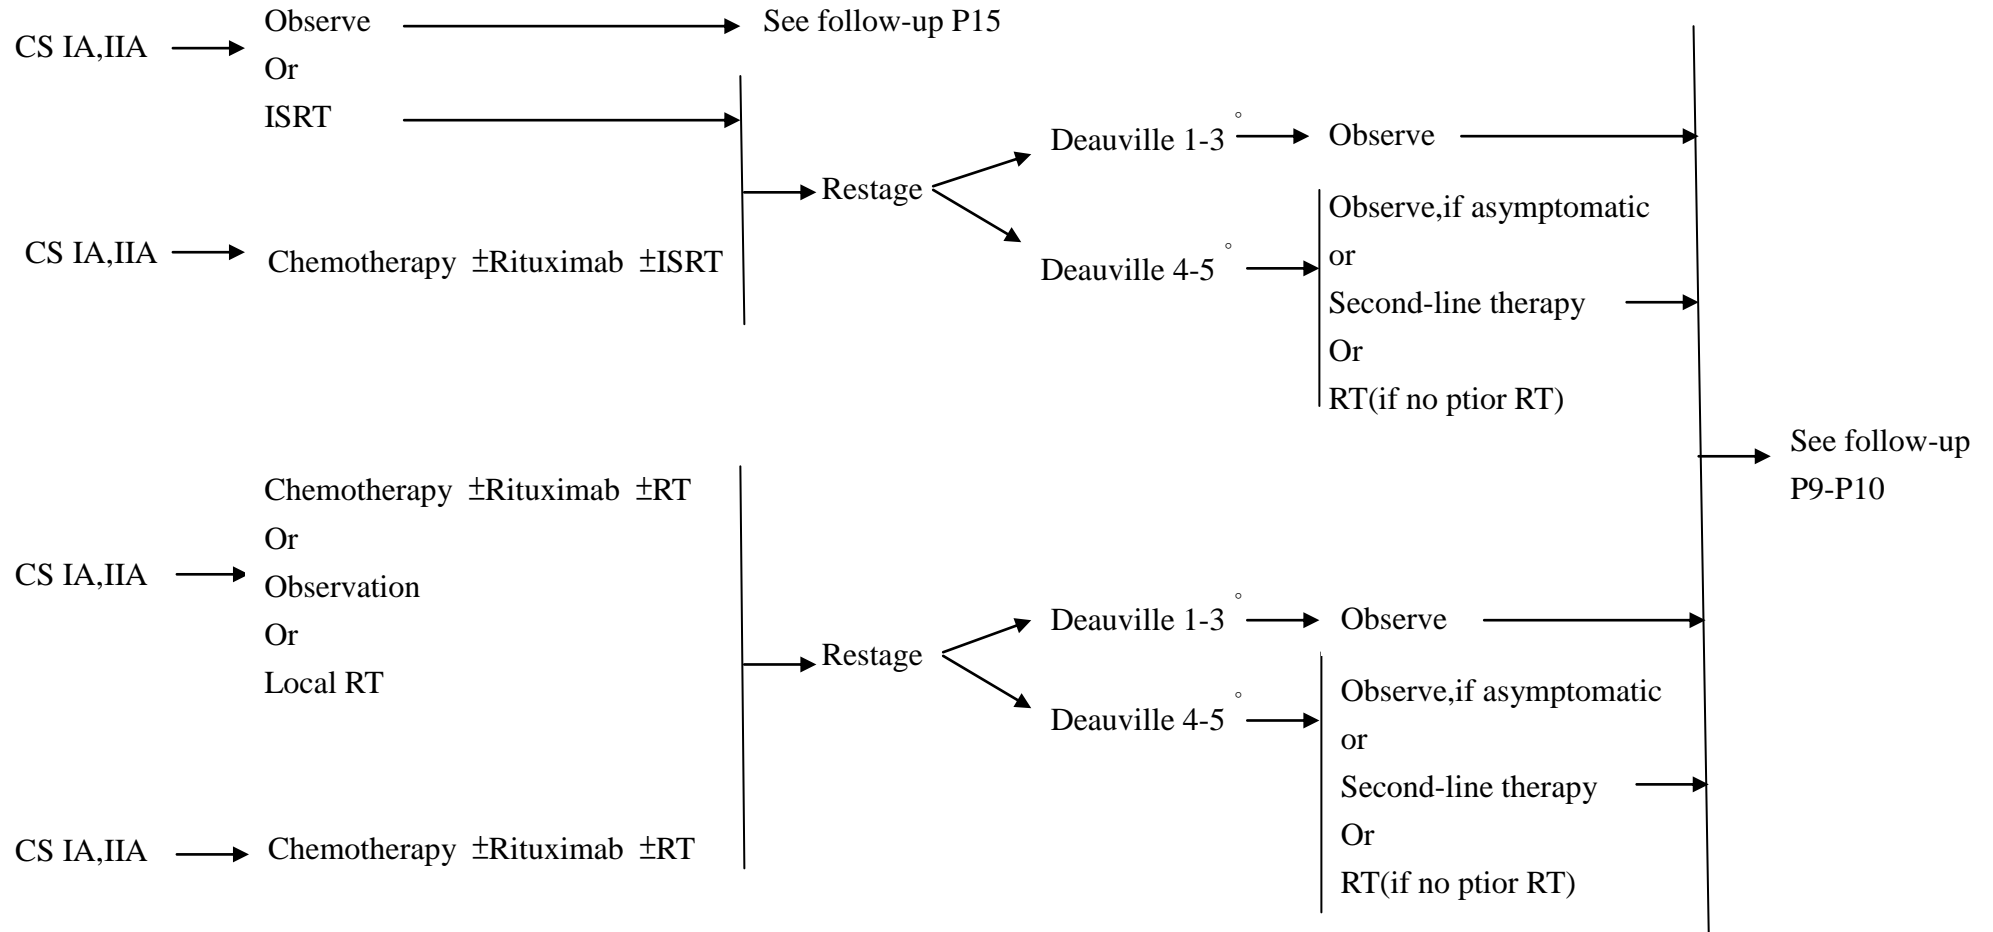 Observe
See follow-up P15
CS IA,IIA
Or
ISRT
Deauville 1-3 °
Observe
Restage
Observe,if asymptomatic
or
Second-line therapy
Or
RT(if no ptior RT)
CS IA,IIA
Chemotherapy ±Rituximab ±ISRT
Deauville 4-5 °
See follow-up
P9-P10
Chemotherapy ±Rituximab ±RT
Or
Observation
Or
Local RT
CS IA,IIA
Restage
Deauville 1-3 °
Observe
Deauville 4-5 °
Observe,if asymptomatic
or
Second-line therapy
Or
RT(if no ptior RT)
CS IA,IIA
Chemotherapy ±Rituximab ±RT